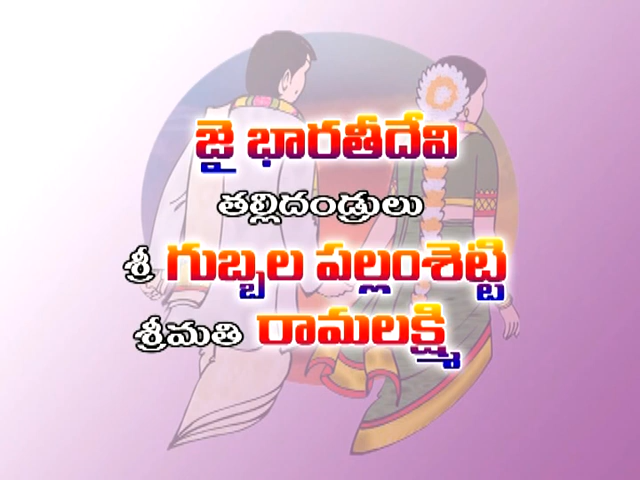 జై భారతీదేవి
తల్లిదండ్రులు
శ్రీ గుబ్బల పల్లంశెట్టి
శ్రీమతి రామలక్ష్మి